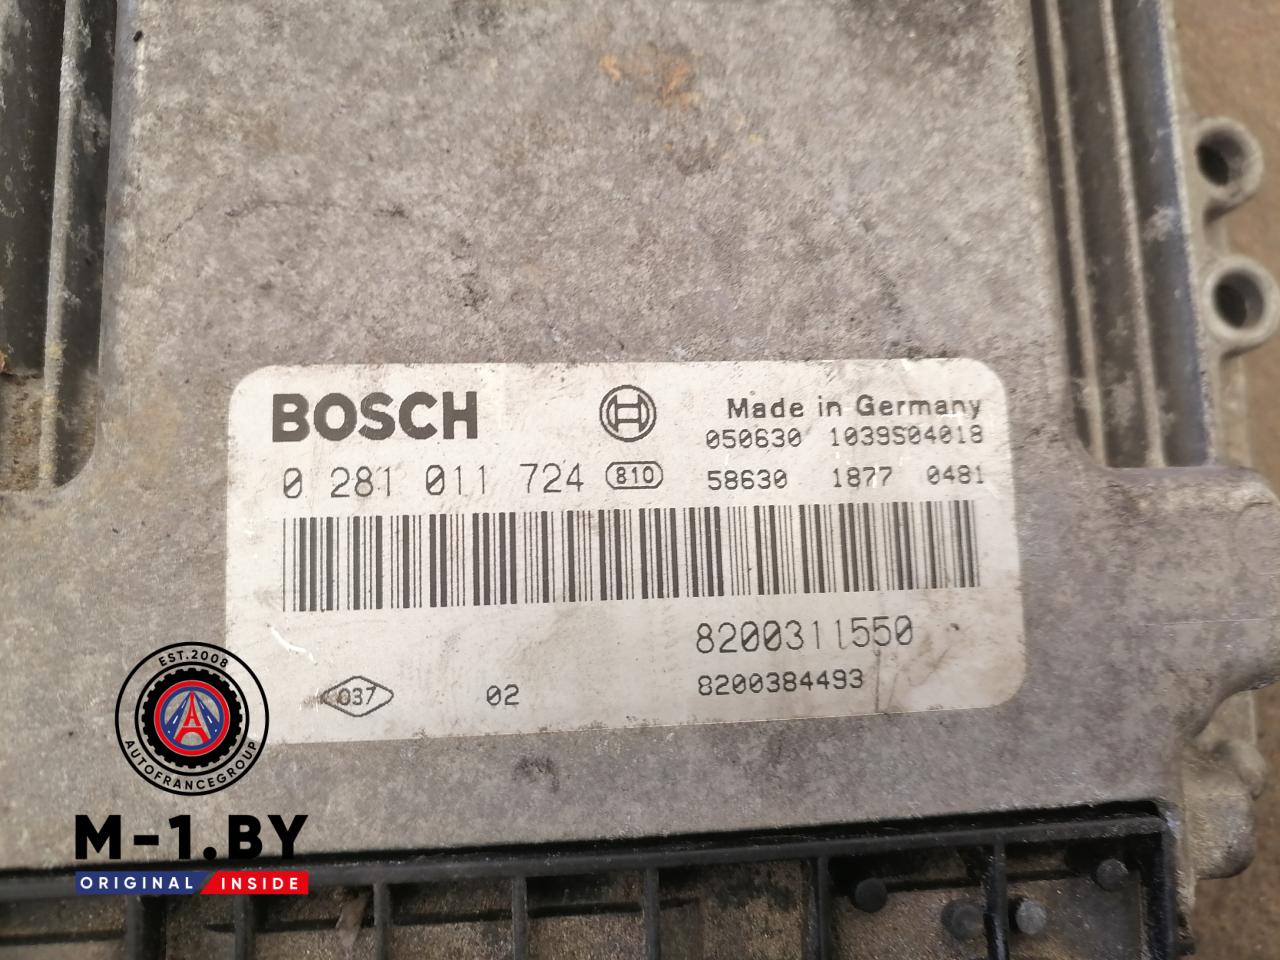 BOSCH
Made in Germany
050630 1039S04018
0 281 011 724 810
58630 1877 0481
8200311550
037 02
8200384493
EST.2008
A
AUTOFRANCEGROUP
M-1.BY
ORIGINAL INSIDE